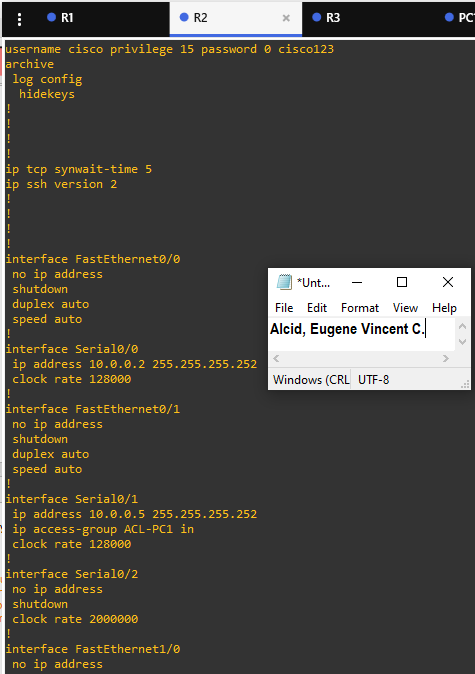 R1
R2
R3
PC
username cisco privilege 15 password 0 cisco123
archive
log config
hidekeys
!
!
!
!
ip tcp synwait-time 5
ip ssh version 2
!
!
!
!
interface FastEthernet0/0
no ip address
shutdown
duplex auto
speed auto
!
interface Serial0/0
ip address 10.0.0.2 255.255.255.252
clock rate 128000
!
interface FastEthernet0/1
no ip address
shutdown
duplex auto
speed auto
!
interface Serial0/1
ip address 10.0.0.5 255.255.255.252
ip access-group ACL-PC1 in
clock rate 128000
!
interface Serial0/2
no ip address
shutdown
clock rate 2000000
!
interface FastEthernet1/0
no ip address
*Unt...
File Edit Format View Help
Alcid, Eugene Vincent C.
Windows (CRL UTF-8